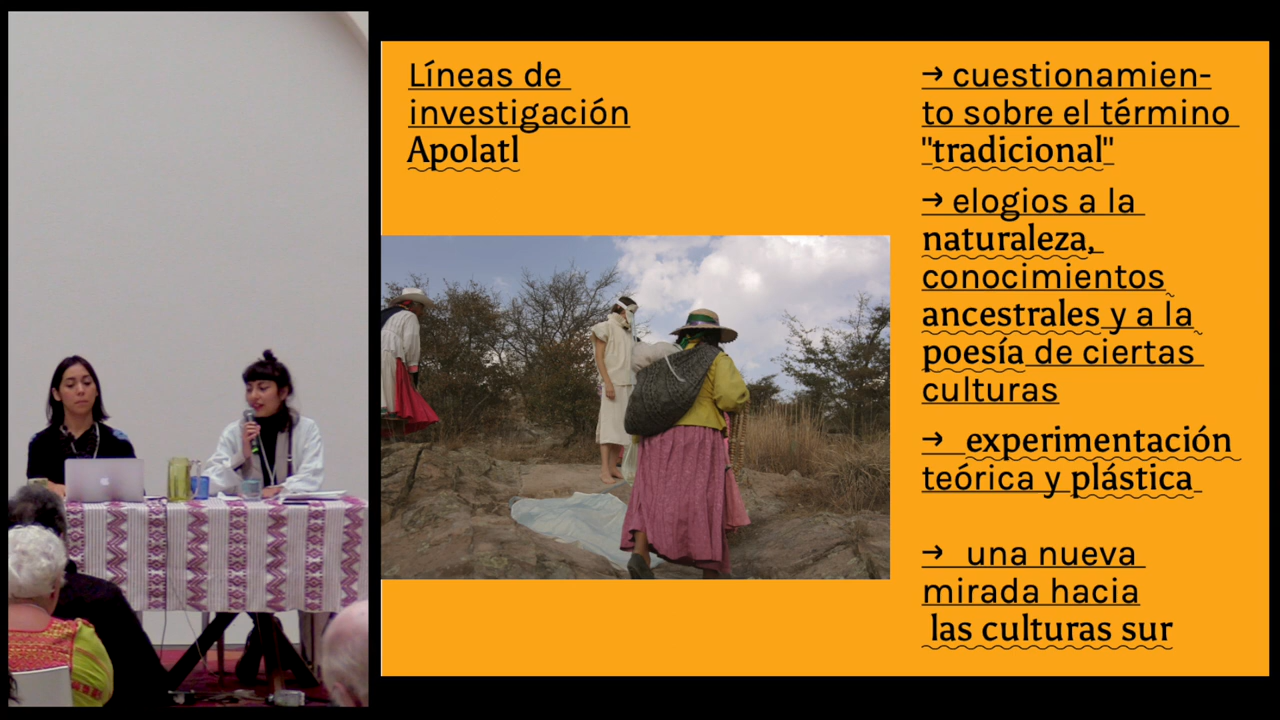 Líneas de
investigación
Apolatl
→ cuestionamien-
to sobre el término
"tradicional"
→ elogios a la
naturaleza,
conocimientos
ancestrales y a la
poesía de ciertas
culturas
→ experimentación
teórica y plástica
→ una nueva
mirada hacia
las culturas sur